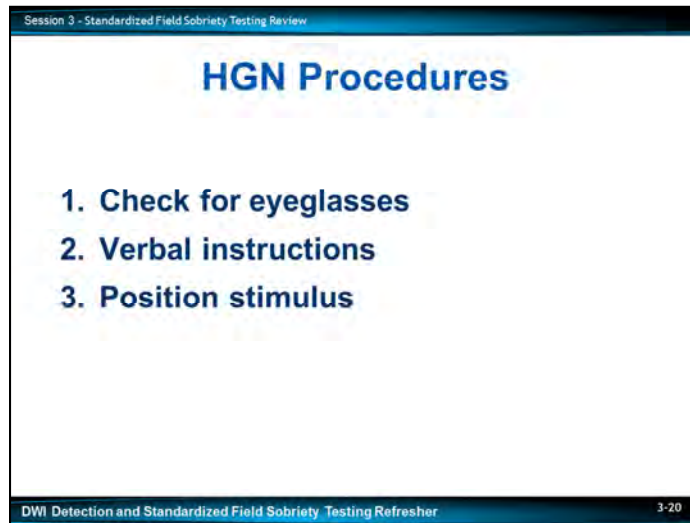 Session 3 - Standardized Field Sobriety Testing Review
HGN Procedures
1. Check for eyeglasses
2. Verbal instructions
3. Position stimulus
DWI Detection and Standardized Field Sobriety Testing Refresher
3-20